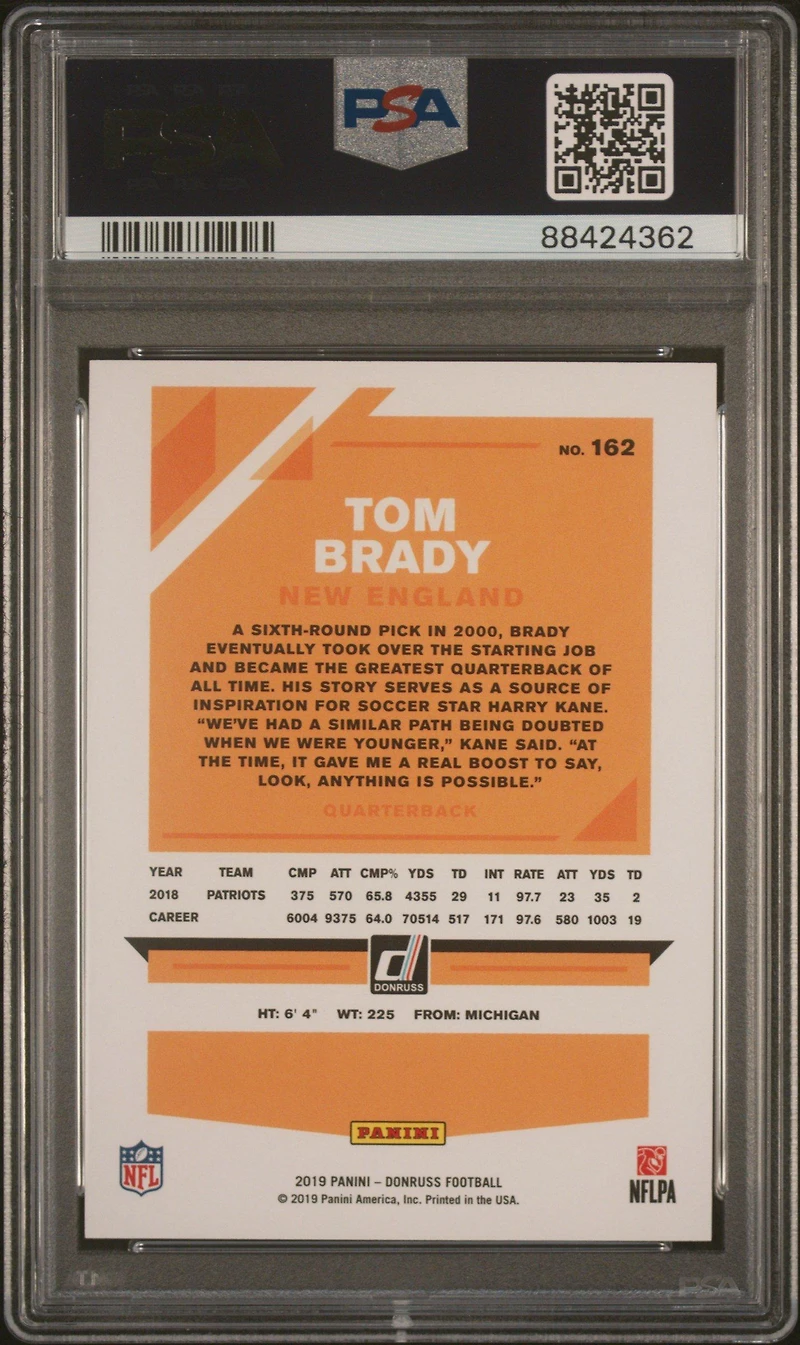 PSA
PSA
88424362
NO. 162
TOM
BRADY
NEW ENGLAND
A SIXTH-ROUND PICK IN 2000, BRADY
EVENTUALLY TOOK OVER THE STARTING JOB
AND BECAME THE GREATEST QUARTERBACK OF
ALL TIME. HIS STORY SERVES AS A SOURCE OF
INSPIRATION FOR SOCCER STAR HARRY KANE.
“WE’VE HAD A SIMILAR PATH BEING DOUBTED
WHEN WE WERE YOUNGER,” KANE SAID. “AT
THE TIME, IT GAVE ME A REAL BOOST TO SAY,
LOOK, ANYTHING IS POSSIBLE.”
QUARTERBACK
YEAR TEAM CMP ATT CMP% YDS TD INT RATE ATT YDS TD
2018 PATRIOTS 375 570 65.8 4355 29 11 97.7 23 35 2
CAREER 6004 9375 64.0 70514 517 171 97.6 580 1003 19
d
DONRUSS
HT: 6' 4" WT: 225 FROM: MICHIGAN
PANINI
NFL
NFLPA
2019 PANINI – DONRUSS FOOTBALL
© 2019 Panini America, Inc. Printed in the USA.
PSA